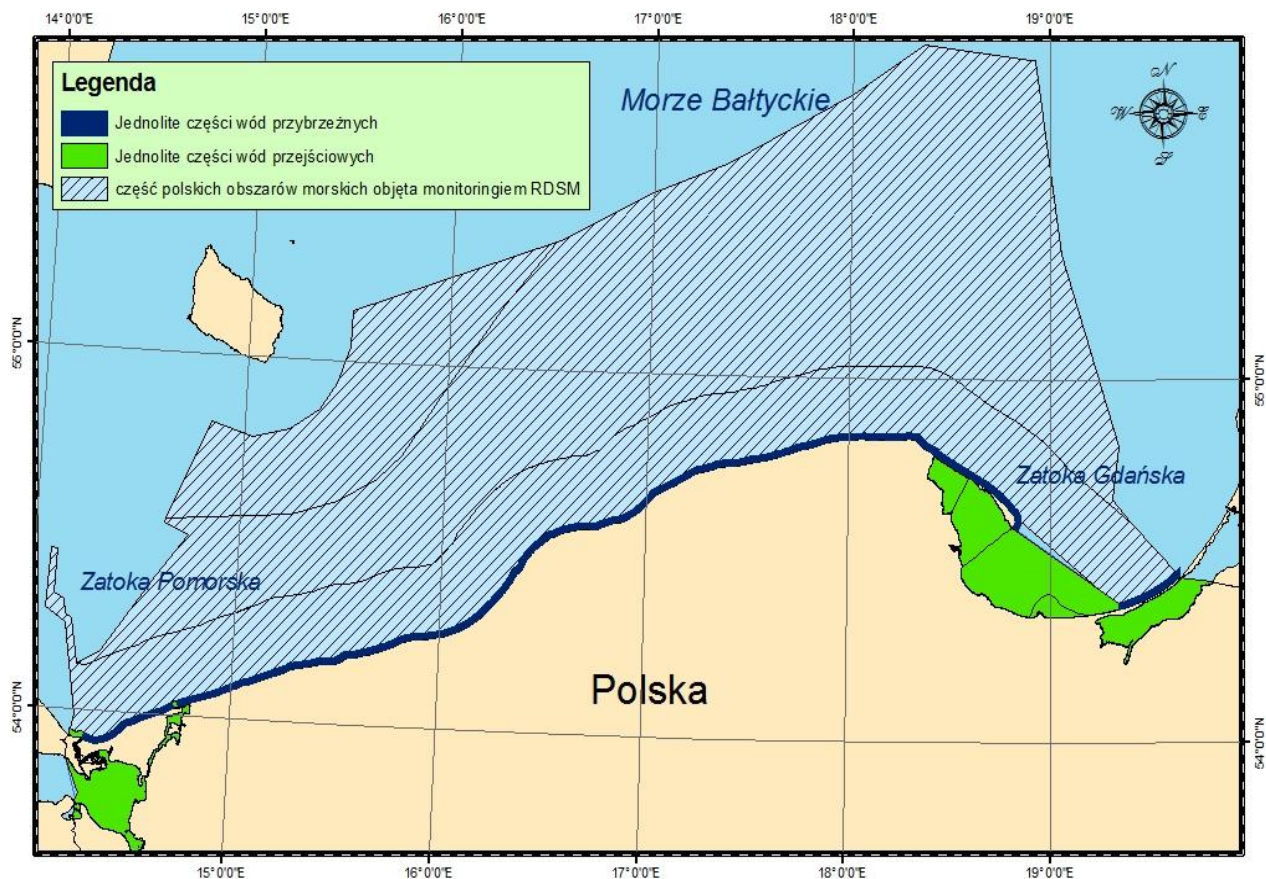 14°0'0"E 15°0'0"E 16°0'0"E 17°0'0"E 18°0'0"E 19°0'0"E
Legenda
Jednolite części wód przybrzeżnych
Jednolite części wód przejściowych
część polskich obszarów morskich objęta monitoringiem RDSM
Morze Bałtyckie
N
W E
S
55°0'0"N 55°0'0"N
Zatoka Gdańska
Zatoka Pomorska
Polska
54°0'0"N 54°0'0"N
15°0'0"E 16°0'0"E 17°0'0"E 18°0'0"E 19°0'0"E